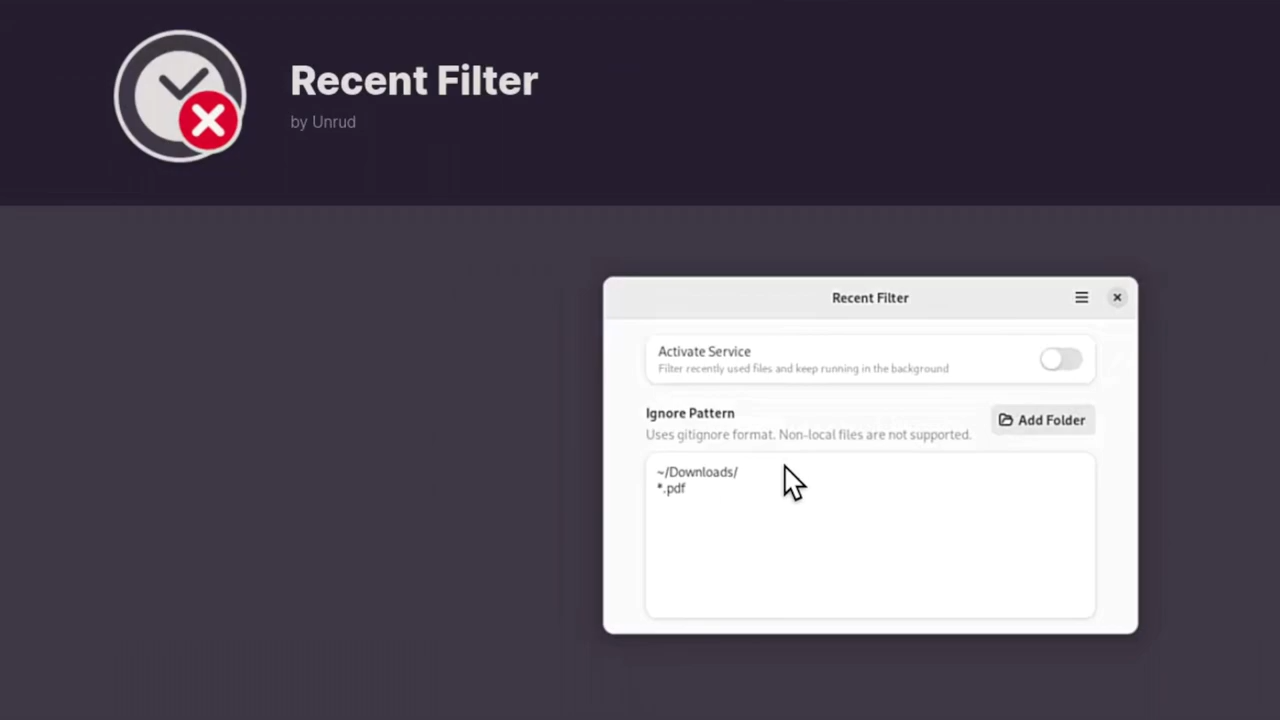 Recent Filter
by Unrud
Recent Filter
Activate Service
Filter recently used files and keep running in the background
Ignore Pattern
Uses gitignore format. Non-local files are not supported.
Add Folder
~/Downloads/
*.pdf